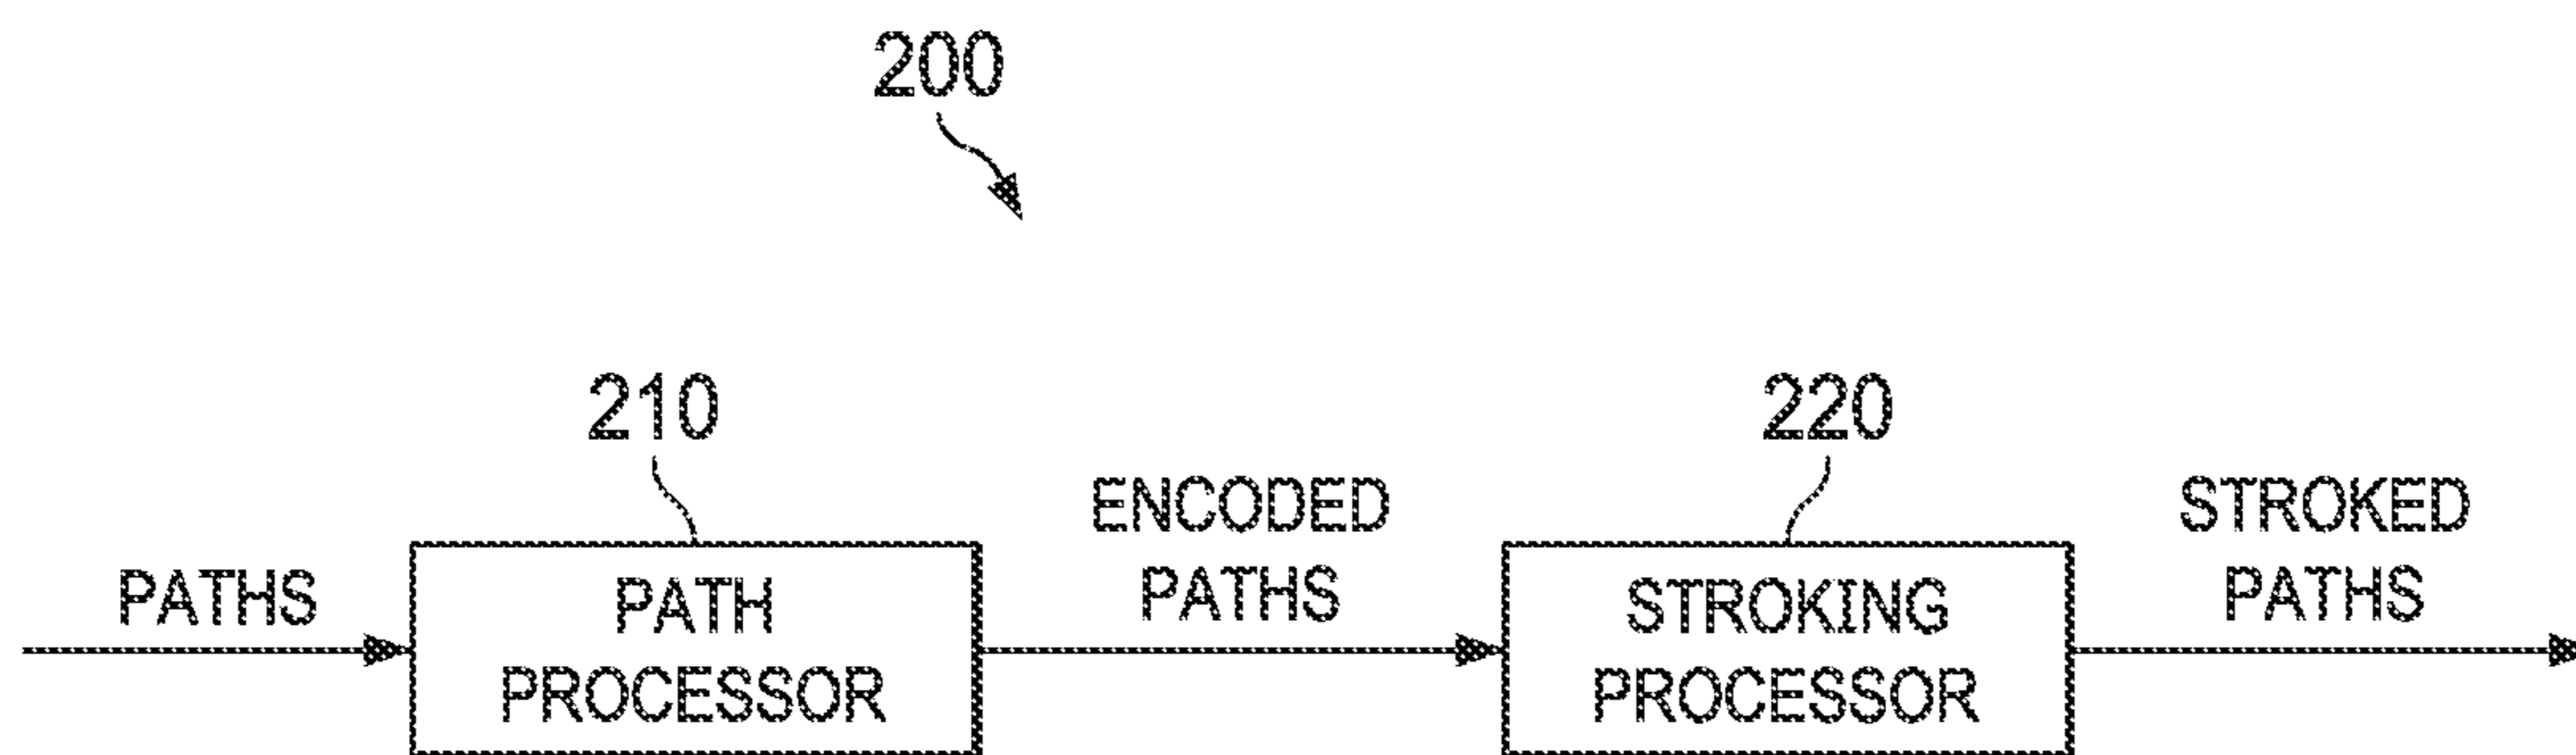 200
210
220
PATHS
PATH
PROCESSOR
ENCODED
PATHS
STROKING
PROCESSOR
STROKED
PATHS